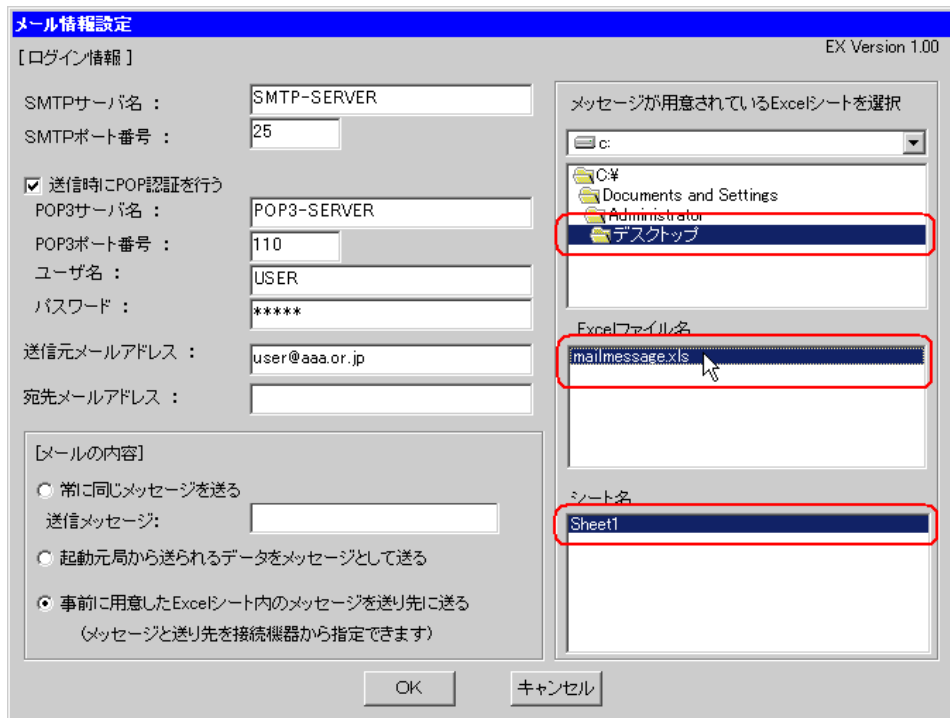 メール情報設定
EX Version 1.00
[ログイン情報]
SMTPサーバ名 :
SMTP-SERVER
SMTPポート番号 :
25
送信時にPOP認証を行う
POP3サーバ名 :
POP3-SERVER
POP3ポート番号 :
110
ユーザ名 :
USER
パスワード :
*****
送信元メールアドレス :
user@aaa.or.jp
宛先メールアドレス :
[メールの内容]
常に同じメッセージを送る
送信メッセージ:
起動元局から送られるデータをメッセージとして送る
事前に用意したExcelシート内のメッセージを送り先に送る
(メッセージと送り先を接続機器から指定できます)
メッセージが用意されているExcelシートを選択
c:
C:¥
Documents and Settings
Administrator
デスクトップ
Excelファイル名
mailmessage.xls
シート名
Sheet1
OK
キャンセル